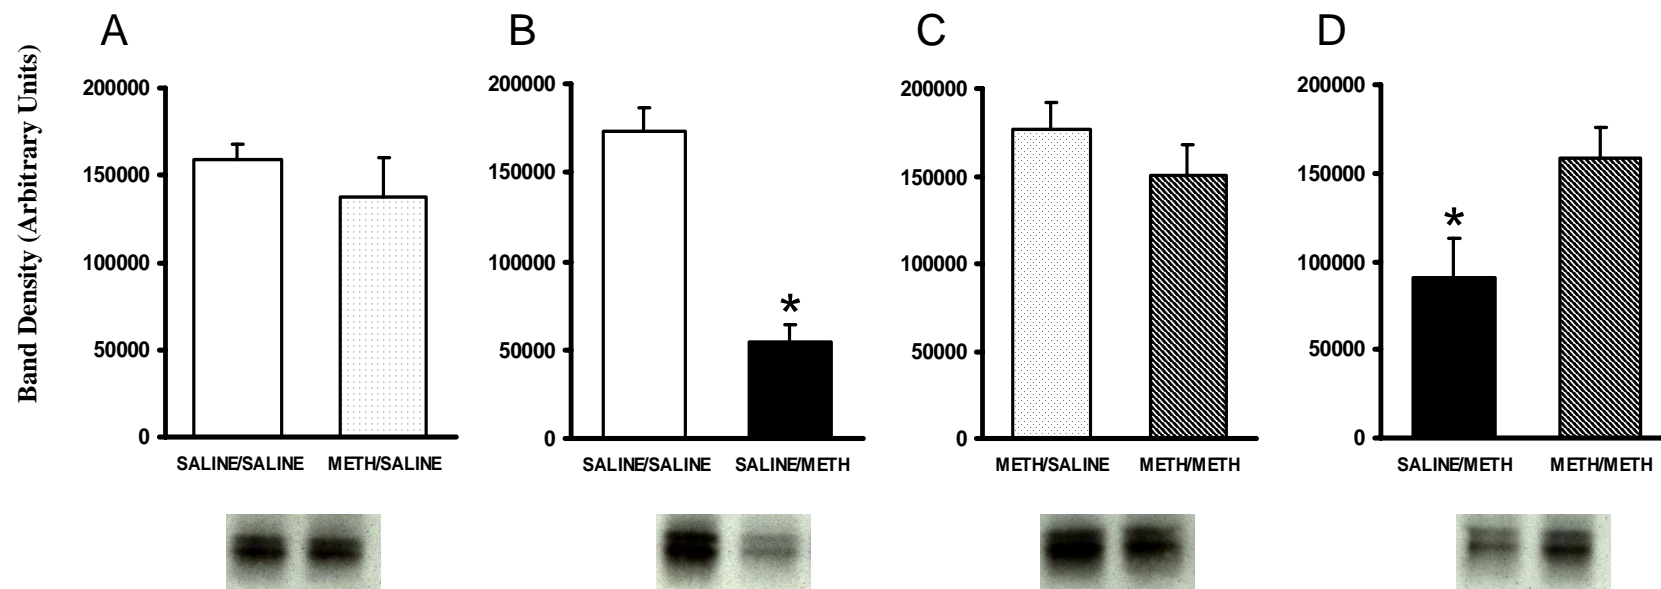 A
B
C
D
Band Density (Arbitrary Units)
200000
150000
100000
50000
0
SALINE/SALINE METH/SALINE
200000
150000
100000
50000
0
*
SALINE/SALINE SALINE/METH
200000
150000
100000
50000
0
METH/SALINE METH/METH
200000
150000
100000
50000
0
*
SALINE/METH METH/METH